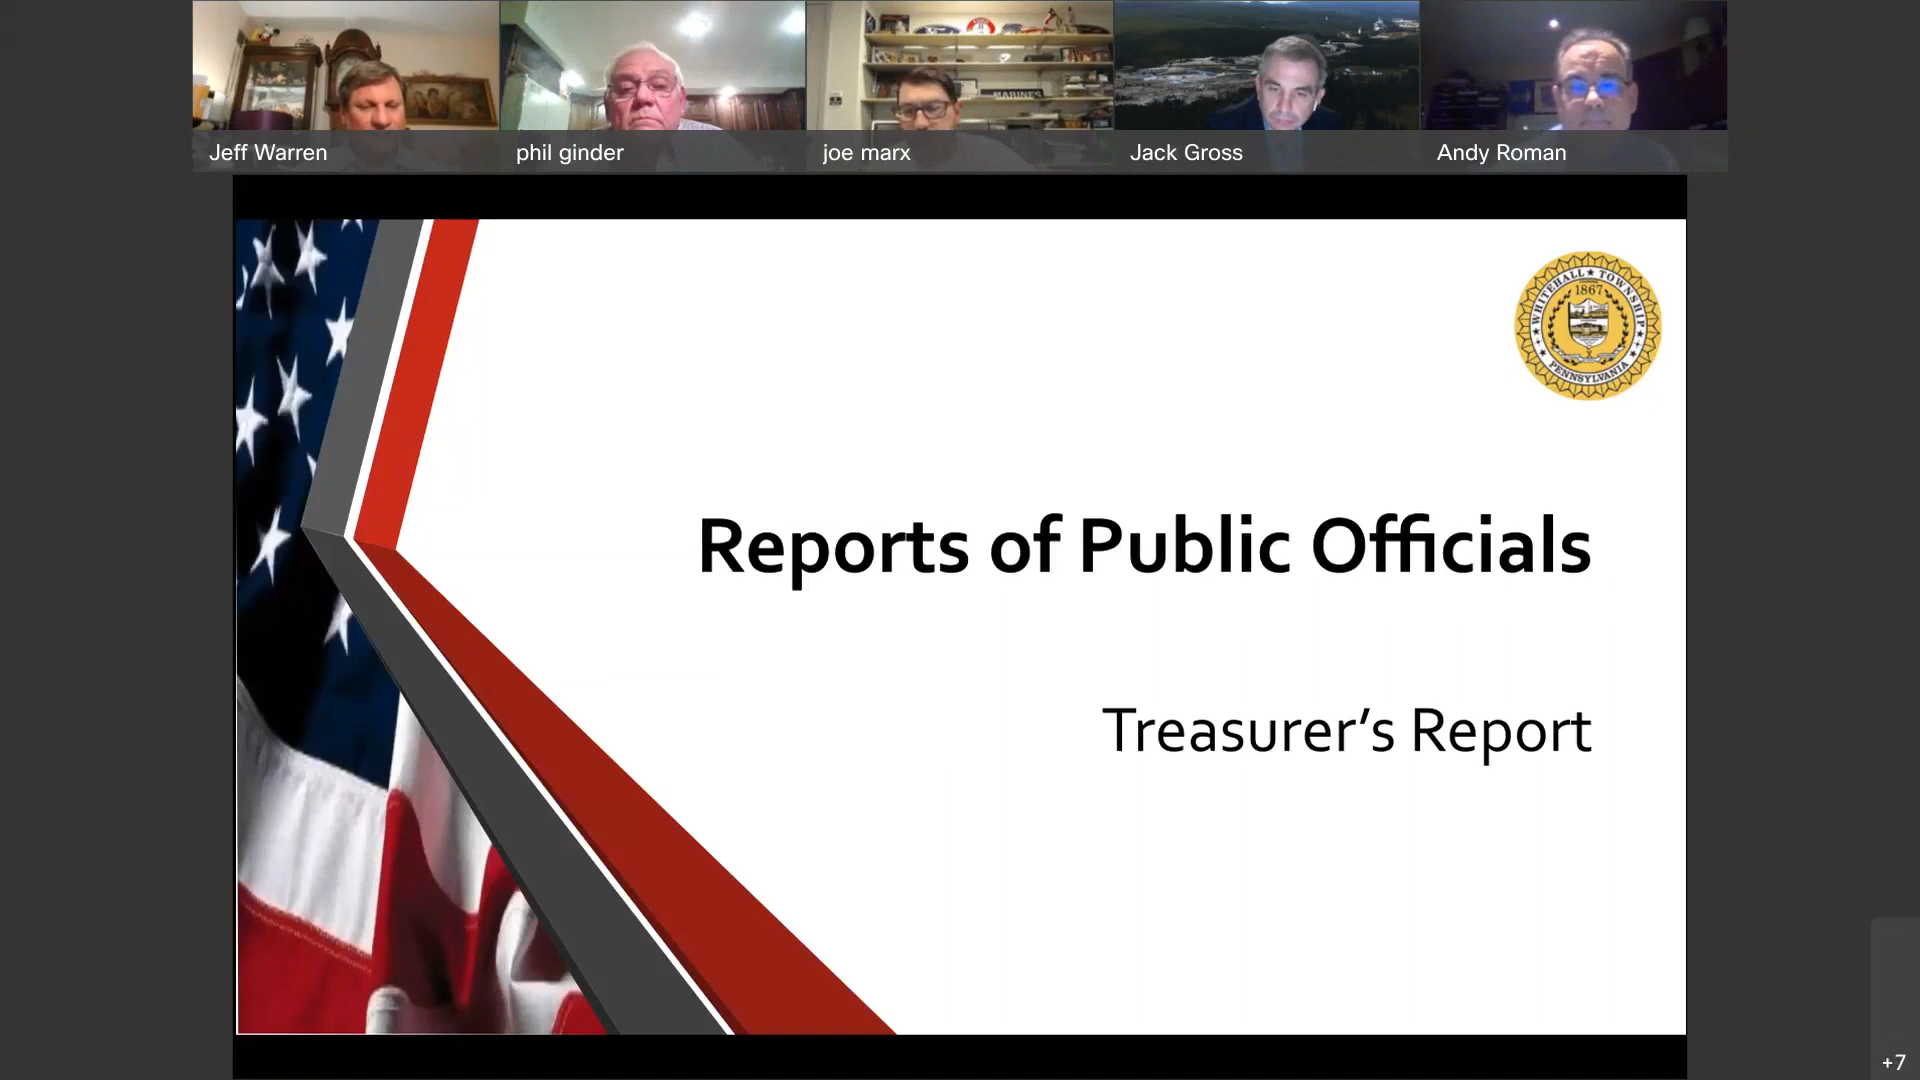 Jeff Warren
phil ginder
joe marx
Jack Gross
Andy Roman
MARINES
WHITEHALL ★ TOWNSHIP
1867
PENNSYLVANIA
Reports of Public Officials
Treasurer’s Report
+7